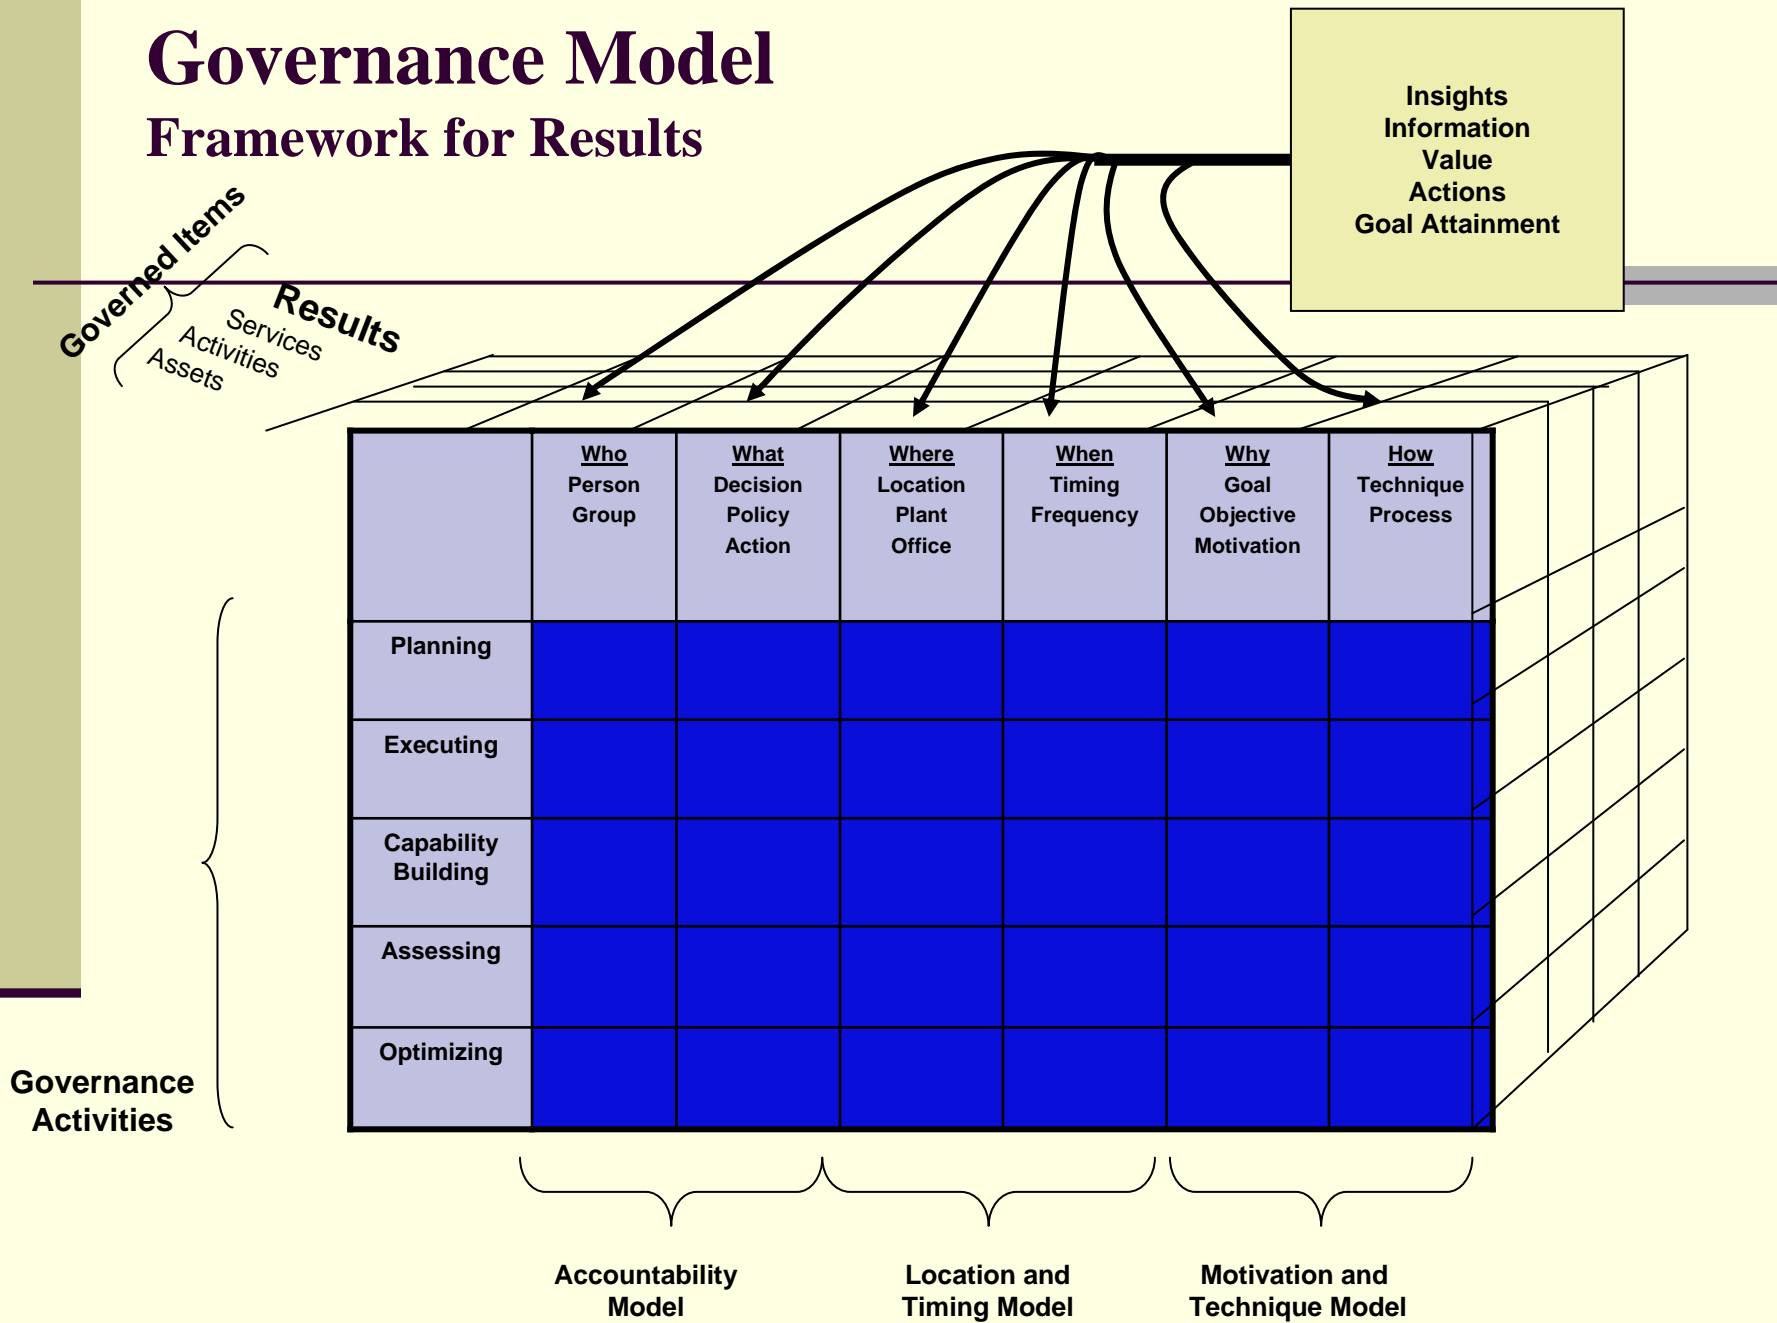 Governance Model
Framework for Results
Insights
Information
Value
Actions
Goal Attainment
Governed Items
Results
Services
Activities
Assets
Who
Person
Group
What
Decision
Policy
Action
Where
Location
Plant
Office
When
Timing
Frequency
Why
Goal
Objective
Motivation
How
Technique
Process
Planning
Executing
Capability
Building
Assessing
Optimizing
Governance
Activities
Accountability
Model
Location and
Timing Model
Motivation and
Technique Model